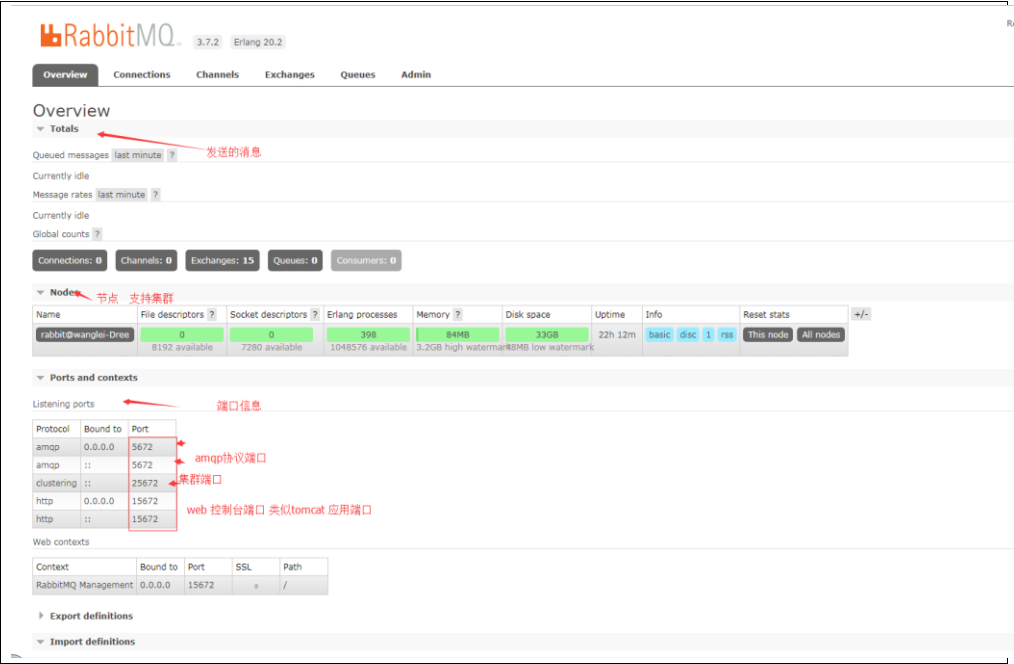 RabbitMQ 3.7.2 Erlang 20.2
Overview Connections Channels Exchanges Queues Admin
Overview
Totals
发送的消息
Queued messages last minute ?
Currently idle
Message rates last minute ?
Currently idle
Global counts ?
Connections: 0 Channels: 0 Exchanges: 15 Queues: 0 Consumers: 0
Nodes 节点 支持集群
Name File descriptors ? Socket descriptors ? Erlang processes Memory ? Disk space Uptime Info Reset stats +/-
rabbit@wanglei-Dree 0 0 398 84MB 33GB 22h 12m basic disc 1 rss This node All nodes
8192 available 7280 available 1048576 available 3.2GB high watermark 48MB low watermark
Ports and contexts
Listening ports 端口信息
Protocol Bound to Port
amqp 0.0.0.0 5672
amqp :: 5672 amqp协议端口
clustering :: 25672 集群端口
http 0.0.0.0 15672 web 控制台端口 类似tomcat 应用端口
http :: 15672
Web contexts
Context Bound to Port SSL Path
RabbitMQ Management 0.0.0.0 15672 ○ /
Export definitions
Import definitions